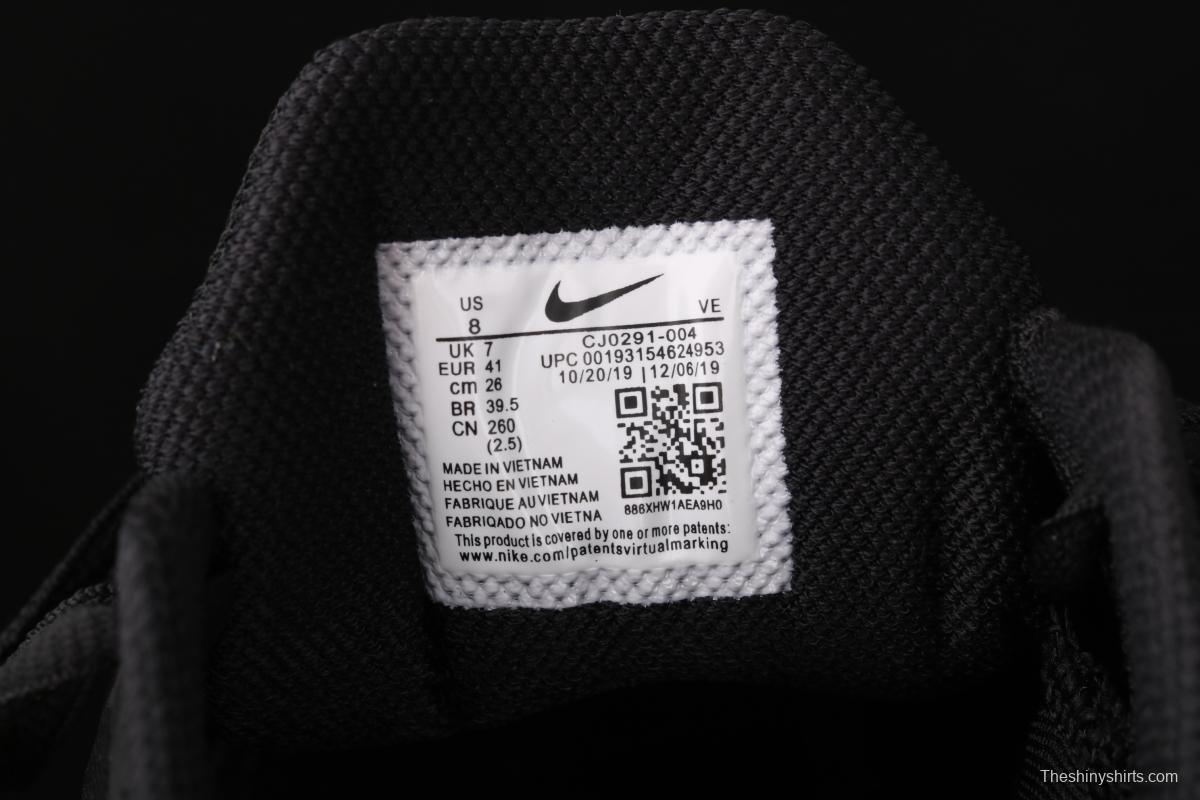 US
8
VE
CJ0291-004
UPC 00193154624953
10/20/19 | 12/06/19
UK 7
EUR 41
cm 26
BR 39.5
CN 260
(2.5)
MADE IN VIETNAM
HECHO EN VIETNAM
FABRIQUE AU VIETNAM
FABRIQADO NO VIETNA
886XHW1AEA9H0
This product is covered by one or more patents:
www.nike.com/patentsvirtualmarking
Theshinyshirts.com